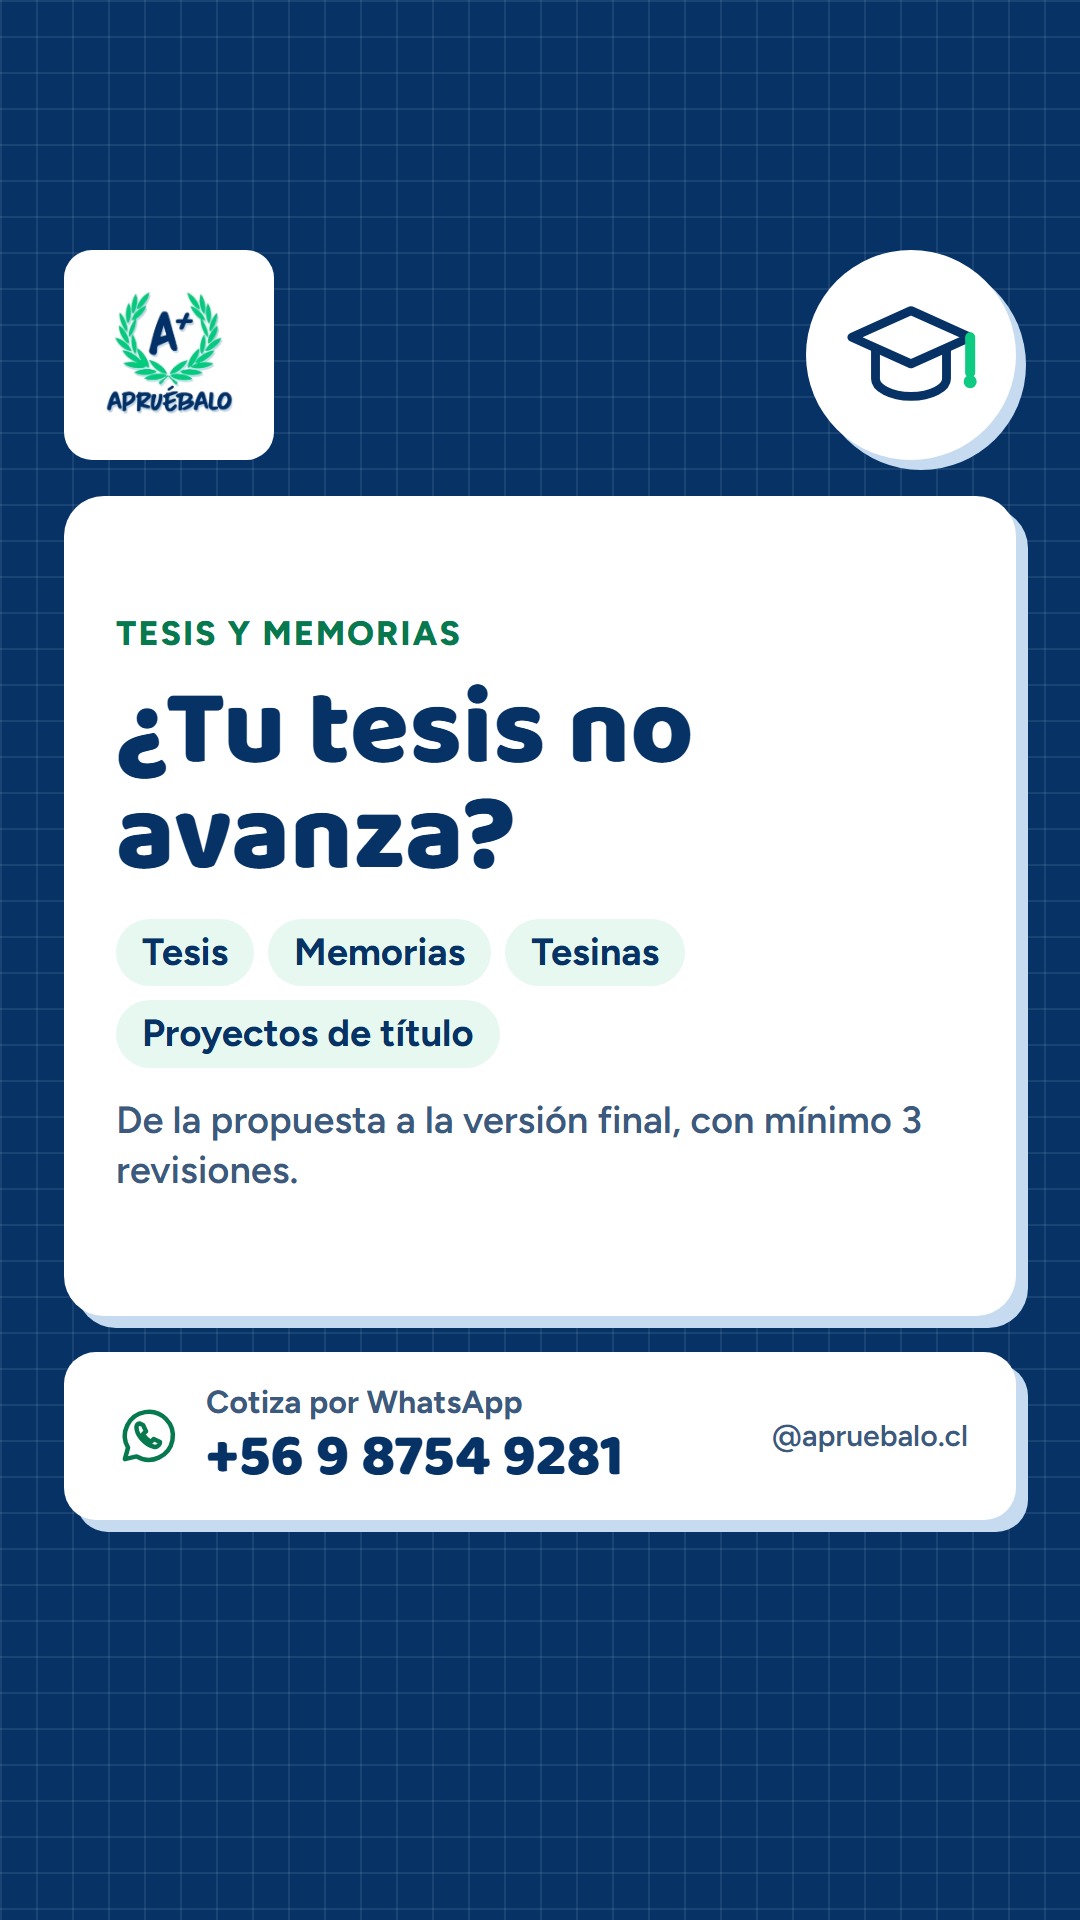 A+
APRUÉBALO
TESIS Y MEMORIAS
¿Tu tesis no
avanza?
Tesis Memorias Tesinas
Proyectos de título
De la propuesta a la versión final, con mínimo 3
revisiones.
Cotiza por WhatsApp
+56 9 8754 9281
@apruebalo.cl